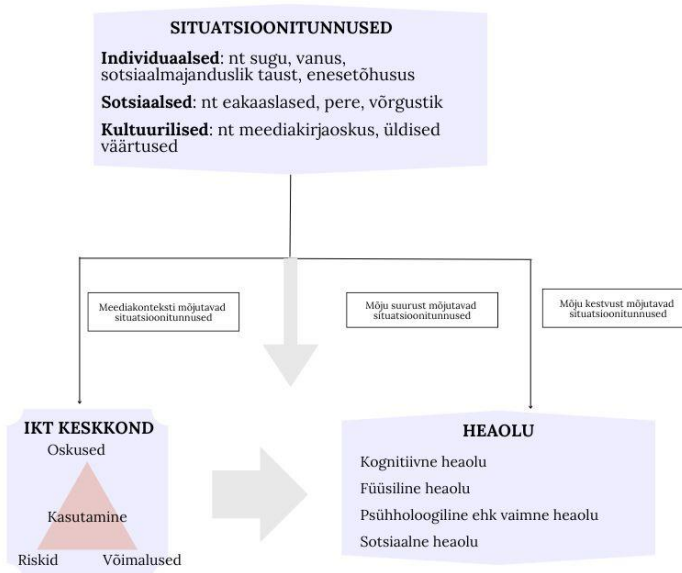 SITUATSIOONITUNNUSED
Individuaalsed: nt sugu, vanus,
sotsiaalmajanduslik taust, enesetõhusus
Sotsiaalsed: nt eakaaslased, pere, võrgustik
Kultuurilised: nt meediakirjaoskus, üldised
väärtused
Meediakonteksti mõjutavad
situatsioonitunnused
Mõju suurust mõjutavad
situatsioonitunnused
Mõju kestvust mõjutavad
situatsioonitunnused
IKT KESKKOND
Oskused
Kasutamine
Riskid
Võimalused
HEAOLU
Kognitiivne heaolu
Füüsiline heaolu
Psühholoogiline ehk vaimne heaolu
Sotsiaalne heaolu